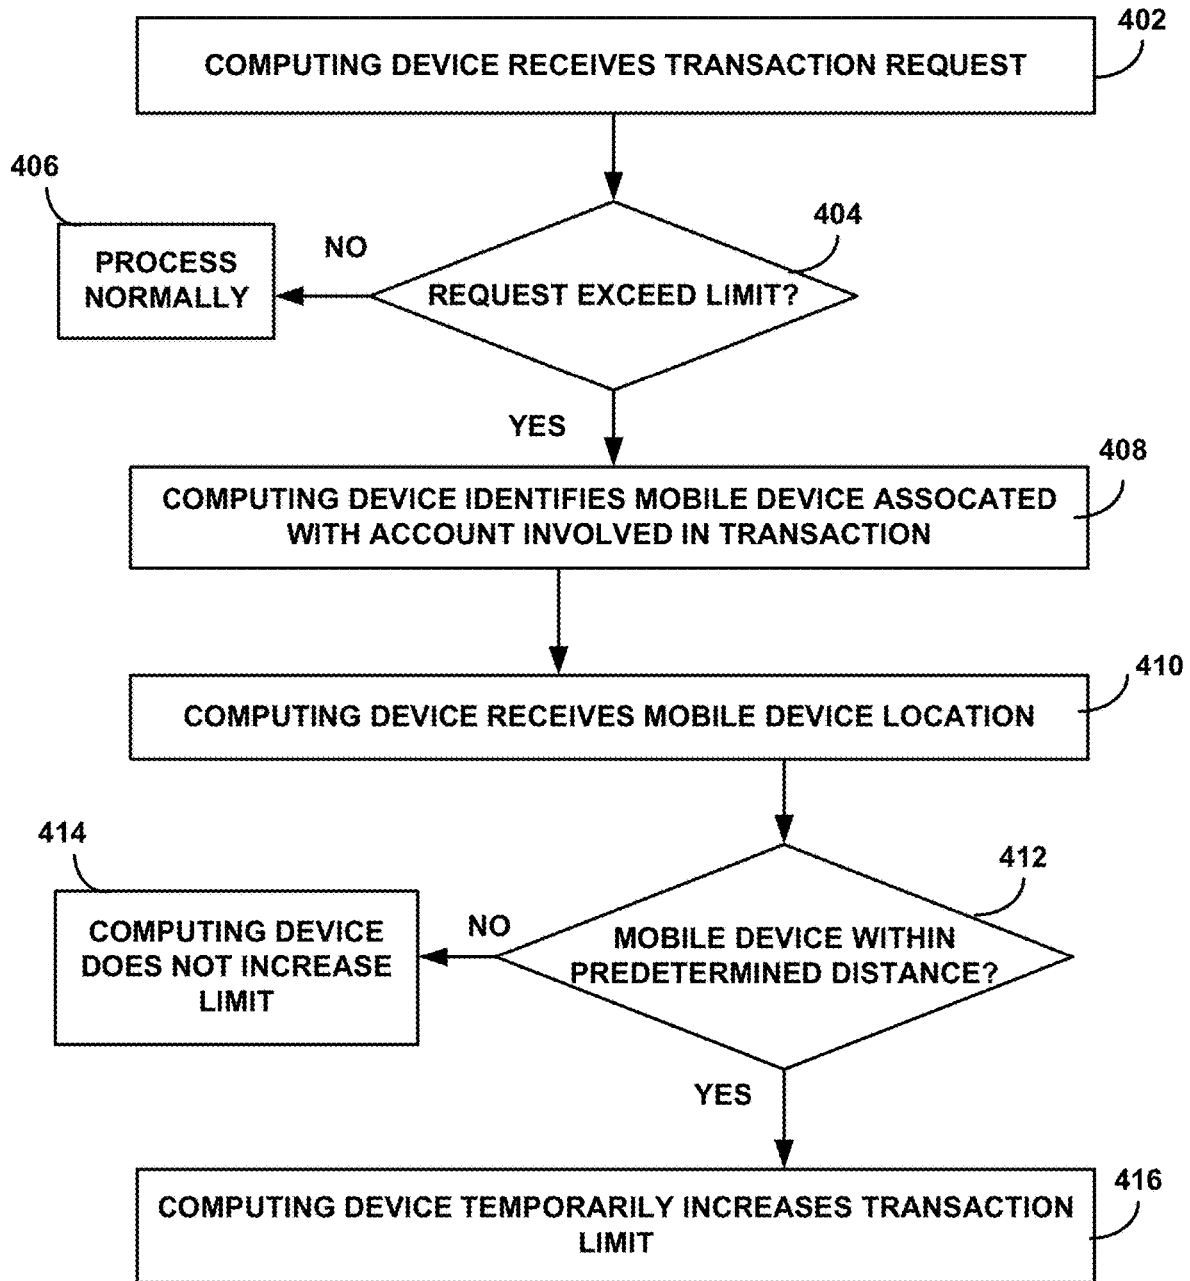 402
COMPUTING DEVICE RECEIVES TRANSACTION REQUEST
406
404
NO
PROCESS
NORMALLY
REQUEST EXCEED LIMIT?
YES
408
COMPUTING DEVICE IDENTIFIES MOBILE DEVICE ASSOCATED
WITH ACCOUNT INVOLVED IN TRANSACTION
410
COMPUTING DEVICE RECEIVES MOBILE DEVICE LOCATION
414
412
NO
COMPUTING DEVICE
DOES NOT INCREASE
LIMIT
MOBILE DEVICE WITHIN
PREDETERMINED DISTANCE?
YES
416
COMPUTING DEVICE TEMPORARILY INCREASES TRANSACTION
LIMIT